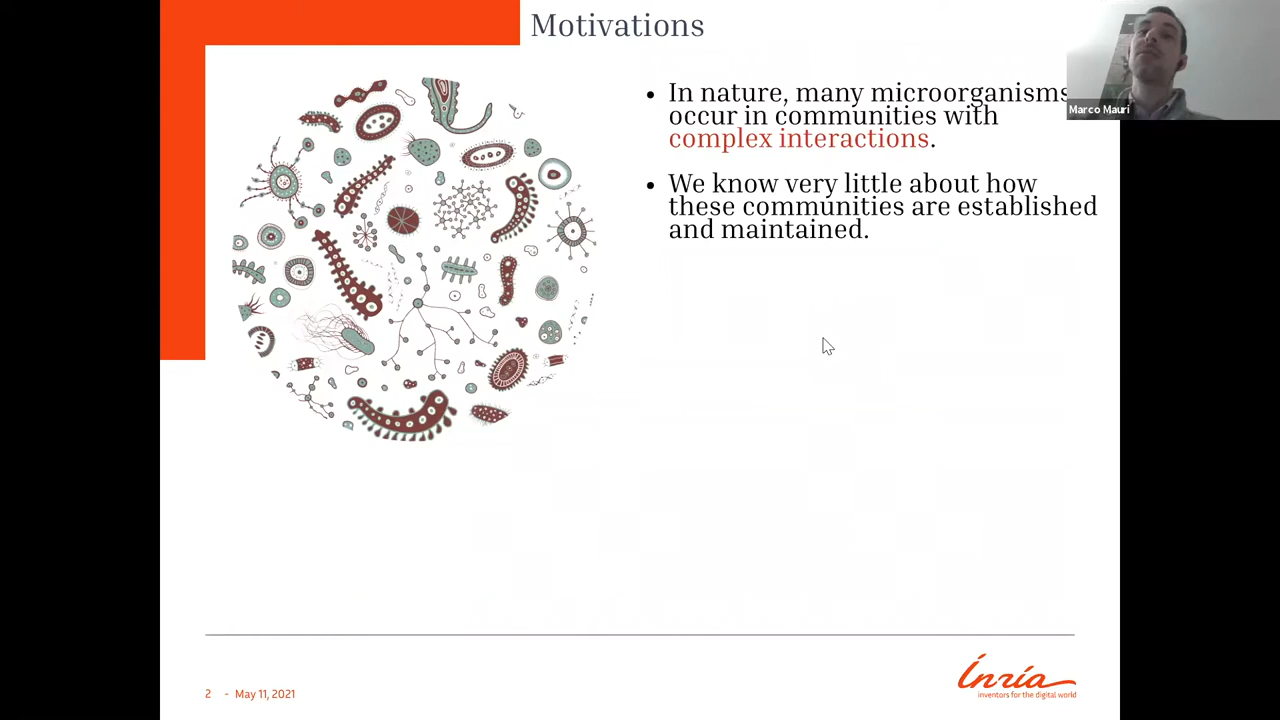 Motivations
Marco Mauri
• In nature, many microorganisms
occur in communities with
complex interactions.
• We know very little about how
these communities are established
and maintained.
2 - May 11, 2021
Inria
inventors for the digital world